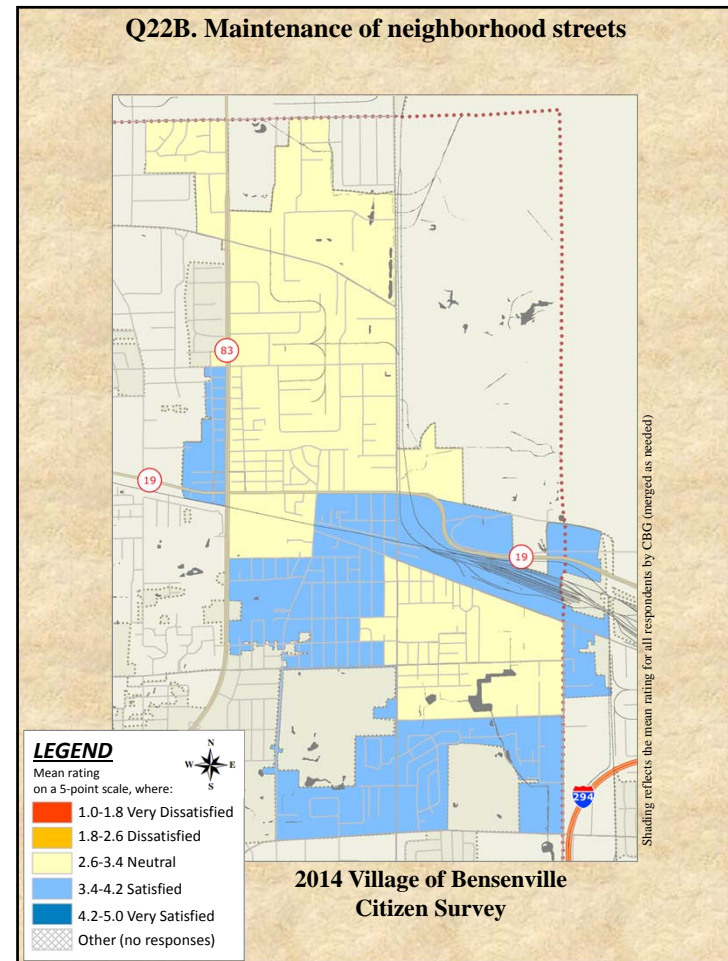 Q22B. Maintenance of neighborhood streets
83
19
19
294
Shading reflects the mean rating for all respondents by CBG (merged as needed)
LEGEND
Mean rating
on a 5-point scale, where:
N
W E
S
1.0-1.8 Very Dissatisfied
1.8-2.6 Dissatisfied
2.6-3.4 Neutral
3.4-4.2 Satisfied
4.2-5.0 Very Satisfied
Other (no responses)
2014 Village of Bensenville
Citizen Survey